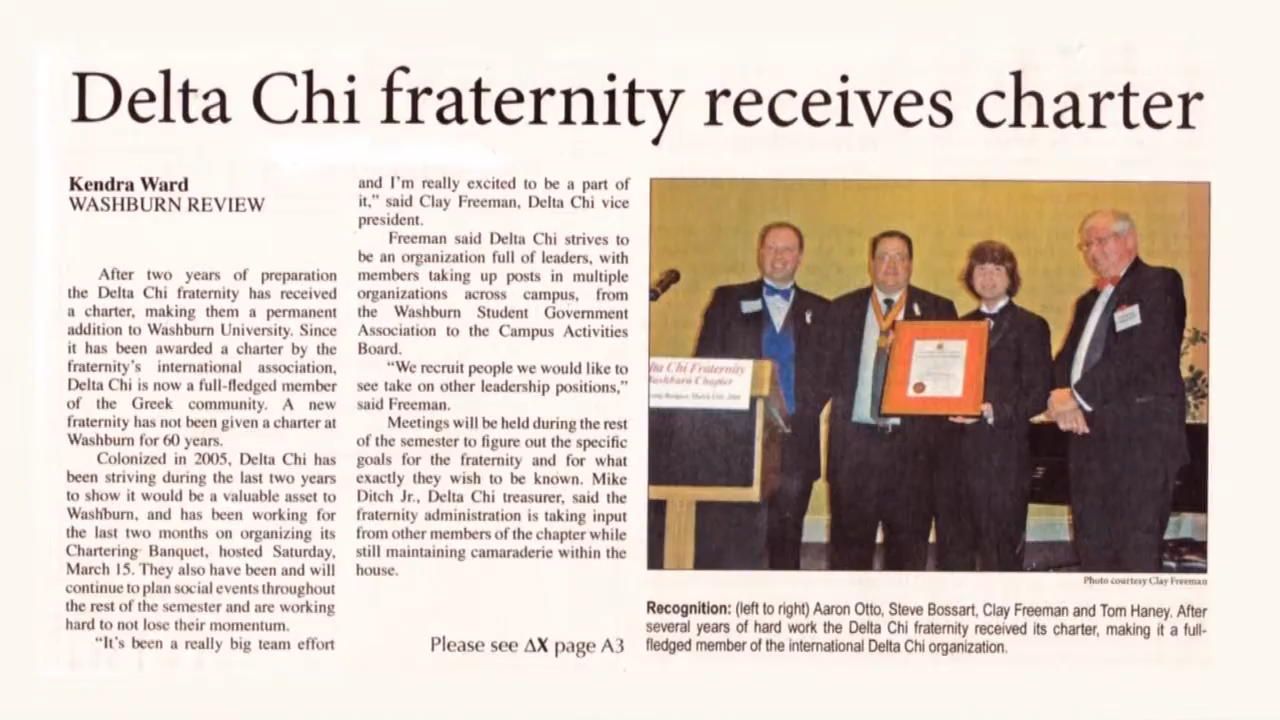 Delta Chi fraternity receives charter
Kendra Ward
WASHBURN REVIEW
After two years of preparation
the Delta Chi fraternity has received
a charter, making them a permanent
addition to Washburn University. Since
it has been awarded a charter by the
fraternity's international association,
Delta Chi is now a full-fledged member
of the Greek community. A new
fraternity has not been given a charter at
Washburn for 60 years.
Colonized in 2005, Delta Chi has
been striving during the last two years
to show it would be a valuable asset to
Washburn, and has been working for
the last two months on organizing its
Chartering Banquet, hosted Saturday,
March 15. They also have been and will
continue to plan social events throughout
the rest of the semester and are working
hard to not lose their momentum.
"It's been a really big team effort
and I'm really excited to be a part of
it," said Clay Freeman, Delta Chi vice
president.
Freeman said Delta Chi strives to
be an organization full of leaders, with
members taking up posts in multiple
organizations across campus, from
the Washburn Student Government
Association to the Campus Activities
Board.
"We recruit people we would like to
see take on other leadership positions,"
said Freeman.
Meetings will be held during the rest
of the semester to figure out the specific
goals for the fraternity and for what
exactly they wish to be known. Mike
Ditch Jr., Delta Chi treasurer, said the
fraternity administration is taking input
from other members of the chapter while
still maintaining camaraderie within the
house.
Please see ΔX page A3
Chi Fraternity
Washburn Chapter
Photo courtesy Clay Freeman
Recognition: (left to right) Aaron Otto, Steve Bossart, Clay Freeman and Tom Haney. After
several years of hard work the Delta Chi fraternity received its charter, making it a full-
fledged member of the international Delta Chi organization.